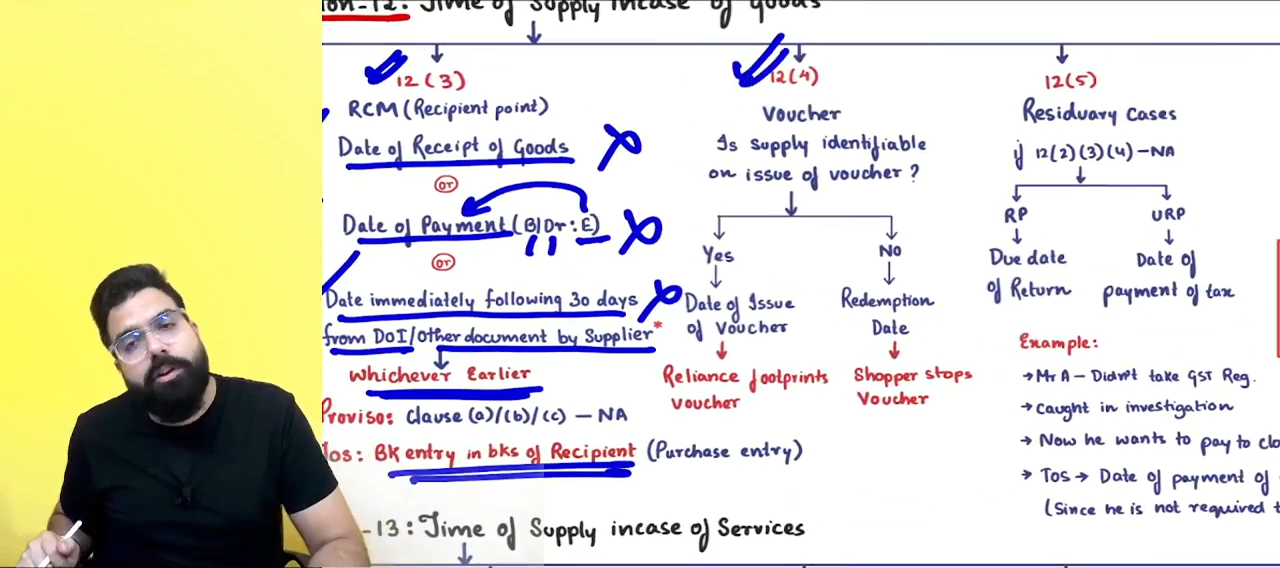 ion-12: Time of Supply incase of Goods
12(3)
RCM (Recipient point)
Date of Receipt of Goods
or
Date of Payment (B/Dr: E)
or
Date immediately following 30 days
from DOI/other document by Supplier*
Whichever Earlier
Proviso: clause (a)/(b)/(c) – NA
Tos: BK entry in bks of Recipient (Purchase entry)
12(4)
Voucher
Is supply identifiable
on issue of voucher?
Yes
Date of Issue
of Voucher
Reliance footprints
voucher
No
Redemption
Date
Shopper stops
Voucher
12(5)
Residuary Cases
if 12(2)(3)(4) – NA
RP
Due date
of Return
URP
Date of
payment of tax
Example:
→ Mr A – Didn't take GST Reg.
→ Caught in investigation
→ Now he wants to pay to clo
→ Tos → Date of payment of
(Since he is not required t
-13: Time of Supply incase of Services